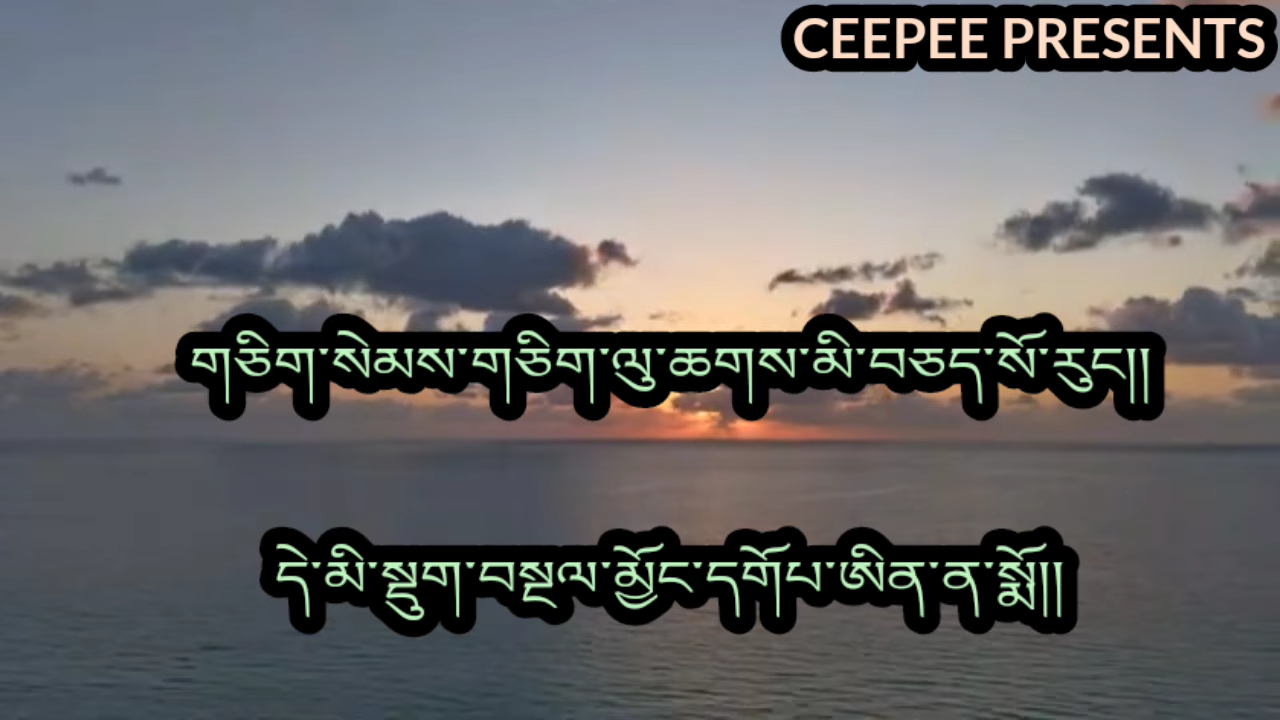 CEEPEE PRESENTS
གཅིག་སེམས་གཅིག་ལུ་ཆགས་མི་བཅད་སོ་རུང།།
དེ་མི་སྡུག་བསྔལ་མྱོང་དགོཔ་ཨིན་ན་སྨོ།།